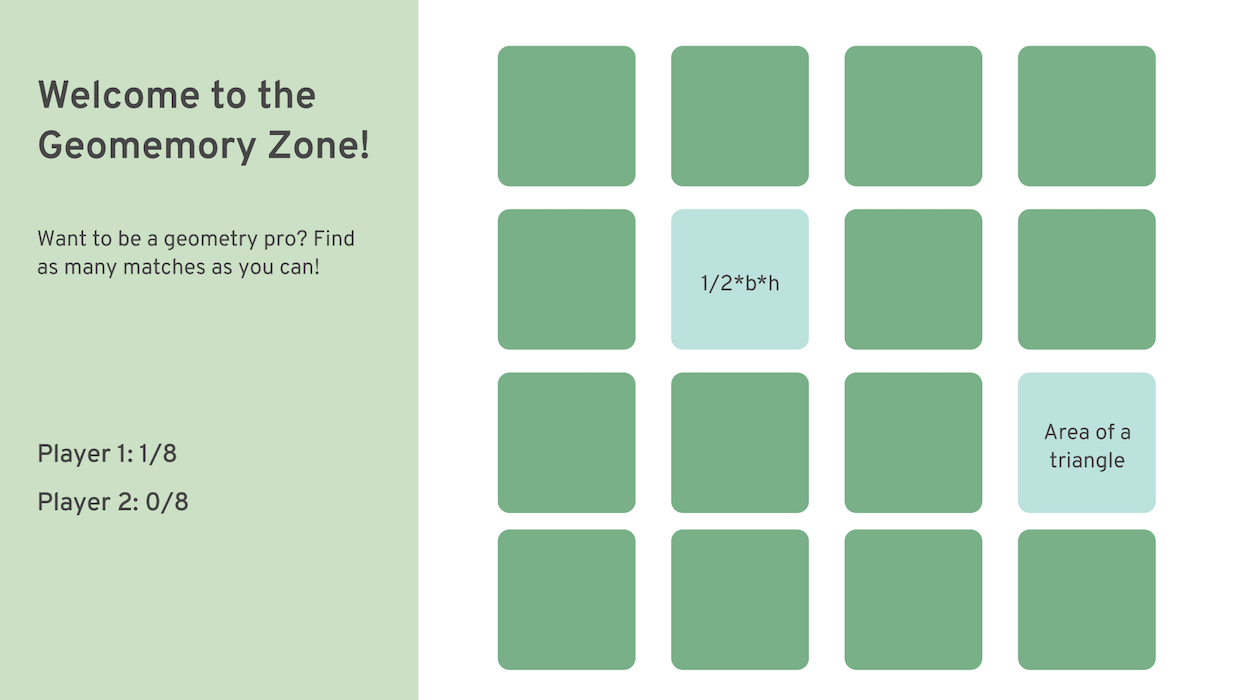 Welcome to the
Geomemory Zone!
Want to be a geometry pro? Find
as many matches as you can!
Player 1: 1/8
Player 2: 0/8
1/2*b*h
Area of a
triangle